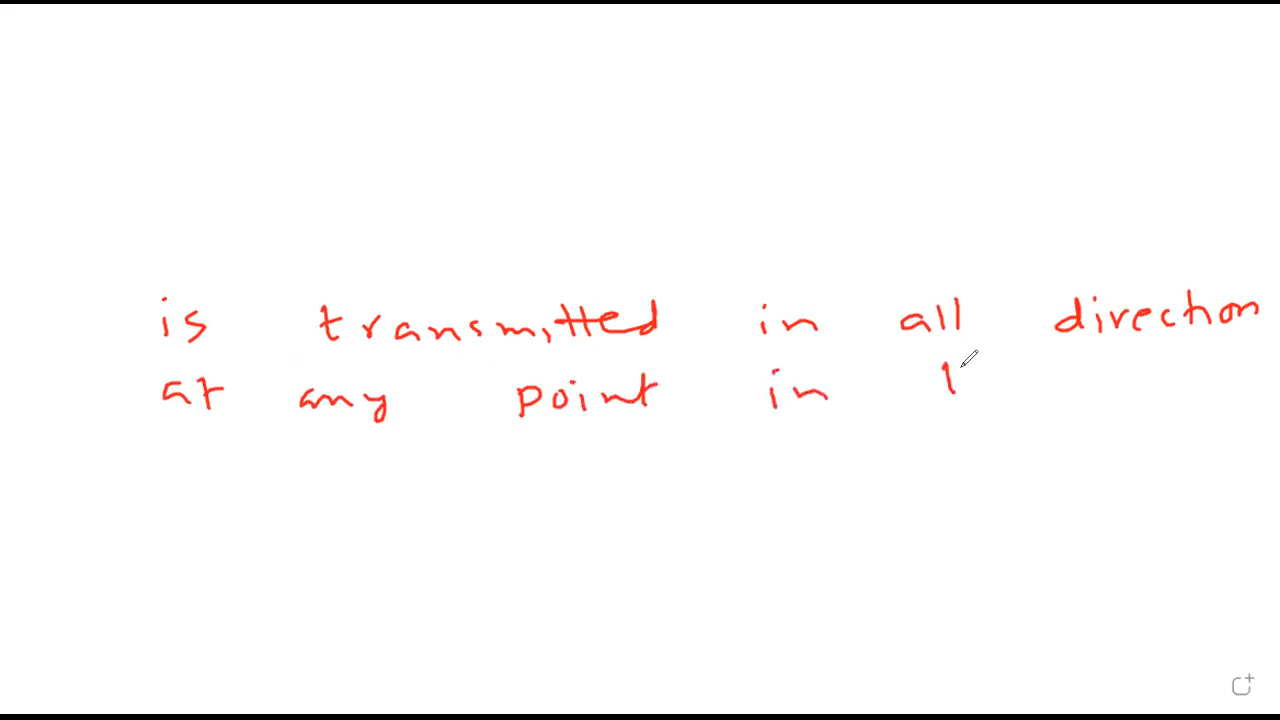 is transmitted in all direction
at any point in